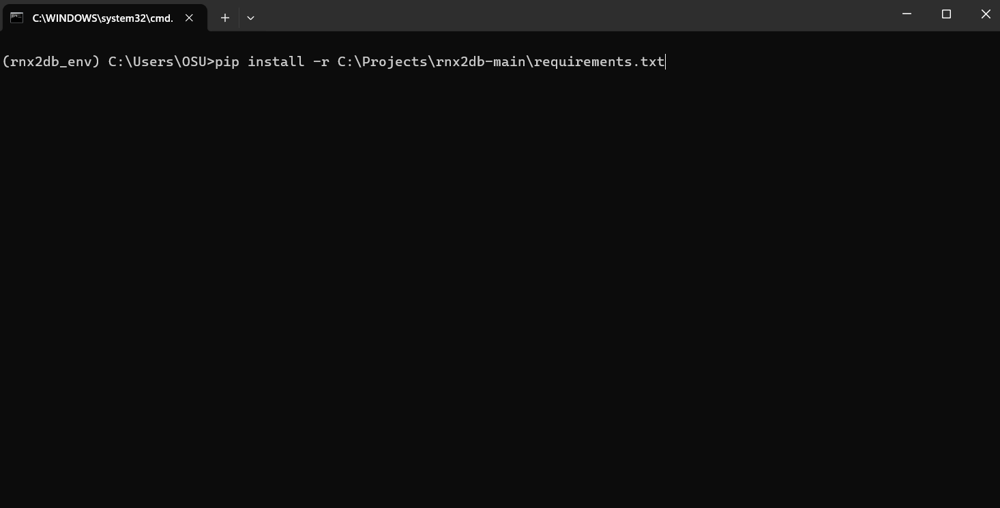 C:\WINDOWS\system32\cmd.
(rnx2db_env) C:\Users\OSU>pip install -r C:\Projects\rnx2db-main\requirements.txt